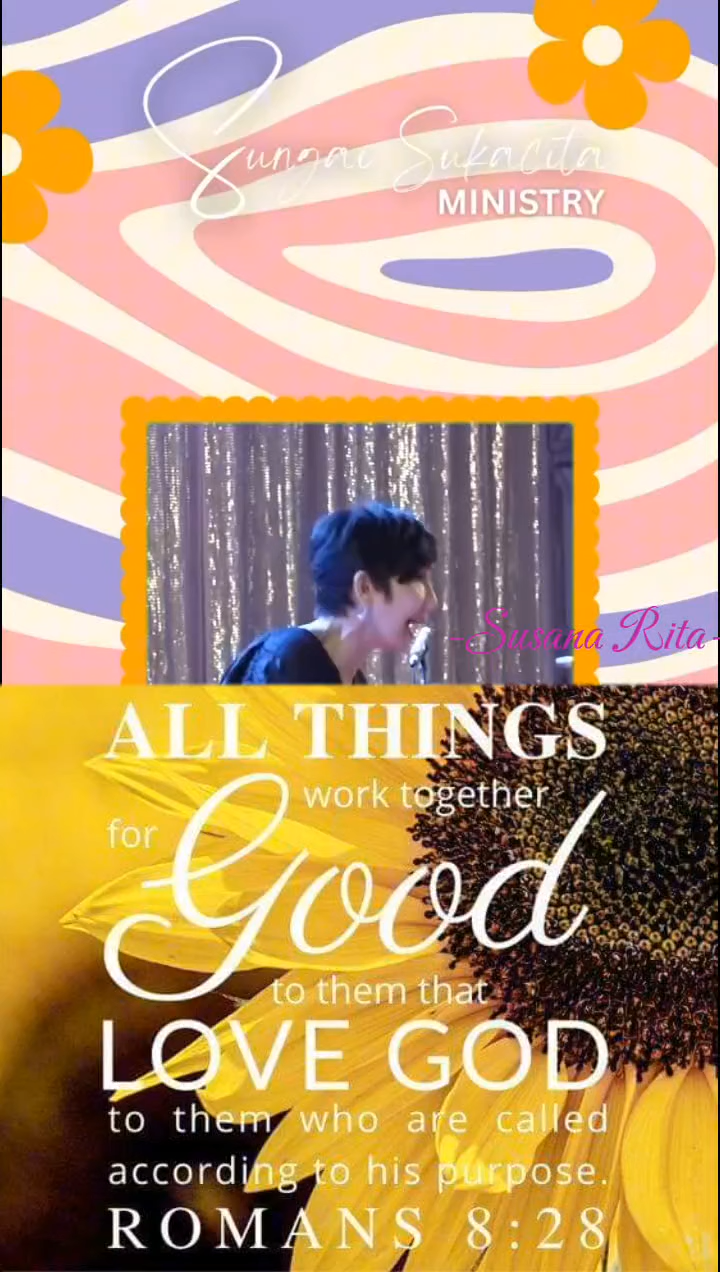 Sungai Sukacita
MINISTRY
-Susana Rita-
ALL THINGS
work together
for
Good
to them that
LOVE GOD
to them who are called
according to his purpose.
ROMANS 8:28